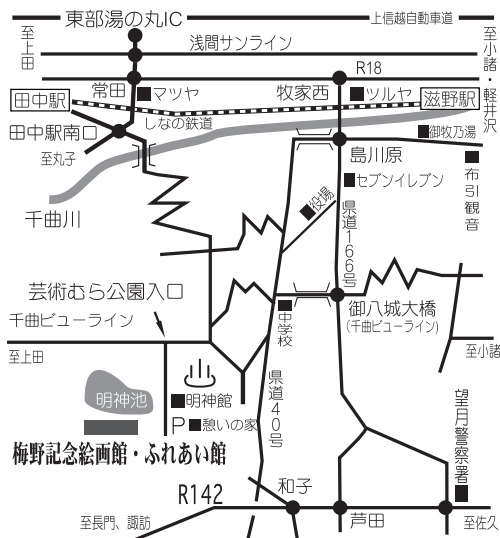 東部湯の丸IC
上信越自動車道
至上田
浅間サンライン
至小諸・軽井沢
R18
常田
マツヤ
牧家西
ツルヤ
田中駅
滋野駅
しなの鉄道
田中駅南口
御牧乃湯
至丸子
島川原
布引観音
セブンイレブン
役場
千曲川
県道166号
芸術むら公園入口
御八城大橋
(千曲ビューライン)
中学校
千曲ビューライン
至上田
至小諸
県道40号
明神池
明神館
P
憩いの家
望月警察署
梅野記念絵画館・ふれあい館
和子
R142
芦田
至長門、諏訪
至佐久